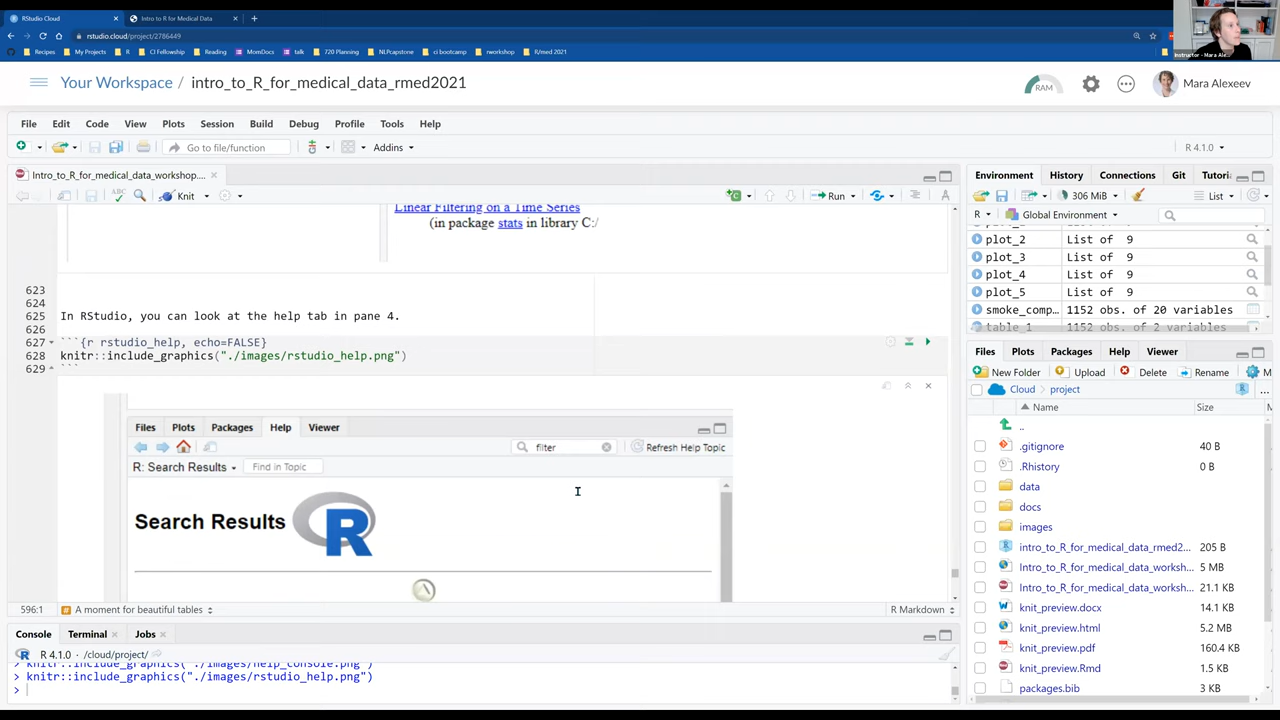 RStudio Cloud
Intro to R for Medical Data
rstudio.cloud/project/2786449
Recipes
My Projects
R
CI Fellowship
Reading
MomDocs
talk
720 Planning
NLPcapstone
ci bootcamp
rworkshop
R/med 2021
Instructor - Mara Ale...
Your Workspace / intro_to_R_for_medical_data_rmed2021
RAM
Mara Alexeev
File Edit Code View Plots Session Build Debug Profile Tools Help
Go to file/function
Addins
R 4.1.0
Intro_to_R_for_medical_data_workshop....
ABC
Knit
Run
Linear Filtering on a Time Series
(in package stats in library C:/
623
624
625 In RStudio, you can look at the help tab in pane 4.
626
627 ```{r rstudio_help, echo=FALSE}
628 knitr::include_graphics("./images/rstudio_help.png")
629 ```
Files Plots Packages Help Viewer
filter
Refresh Help Topic
R: Search Results
Find in Topic
Search Results R
596:1
# A moment for beautiful tables
R Markdown
Console Terminal Jobs
R 4.1.0 · /cloud/project/
> knitr::include_graphics("./images/help_console.png")
> knitr::include_graphics("./images/rstudio_help.png")
>
Environment History Connections Git Tutori
306 MiB
List
R
Global Environment
plot_2 List of 9
plot_3 List of 9
plot_4 List of 9
plot_5 List of 9
smoke_comp… 1152 obs. of 20 variables
table_1 1152 obs. of 2 variables
Files Plots Packages Help Viewer
New Folder Upload Delete Rename M
Cloud project ...
Name Size
..
.gitignore 40 B
.Rhistory 0 B
data
docs
images
intro_to_R_for_medical_data_rmed2... 205 B
Intro_to_R_for_medical_data_worksh... 5 MB
Intro_to_R_for_medical_data_worksh... 21.1 KB
knit_preview.docx 14.1 KB
knit_preview.html 5.2 MB
knit_preview.pdf 160.4 KB
knit_preview.Rmd 1.5 KB
packages.bib 3 KB